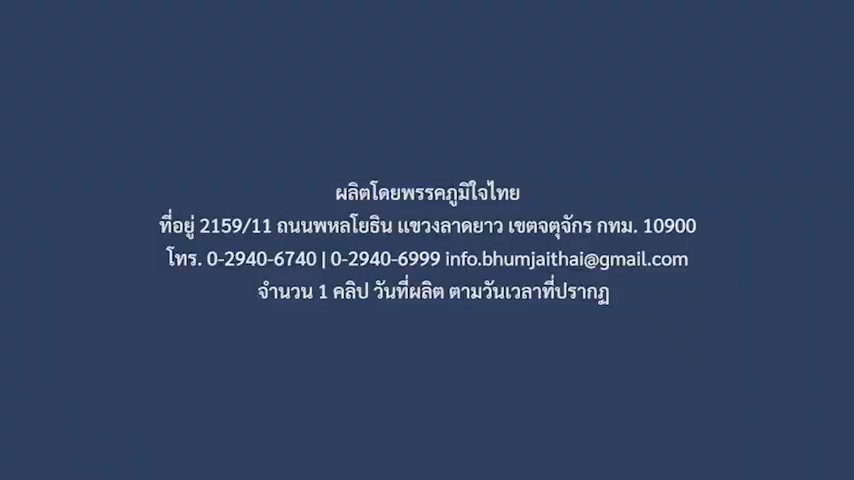 ผลิตโดยพรรคภูมิใจไทย
ที่อยู่ 2159/11 ถนนพหลโยธิน แขวงลาดยาว เขตจตุจักร กทม. 10900
โทร. 0-2940-6740 | 0-2940-6999 info.bhumjaithai@gmail.com
จำนวน 1 คลิป วันที่ผลิต ตามวันเวลาที่ปรากฏ